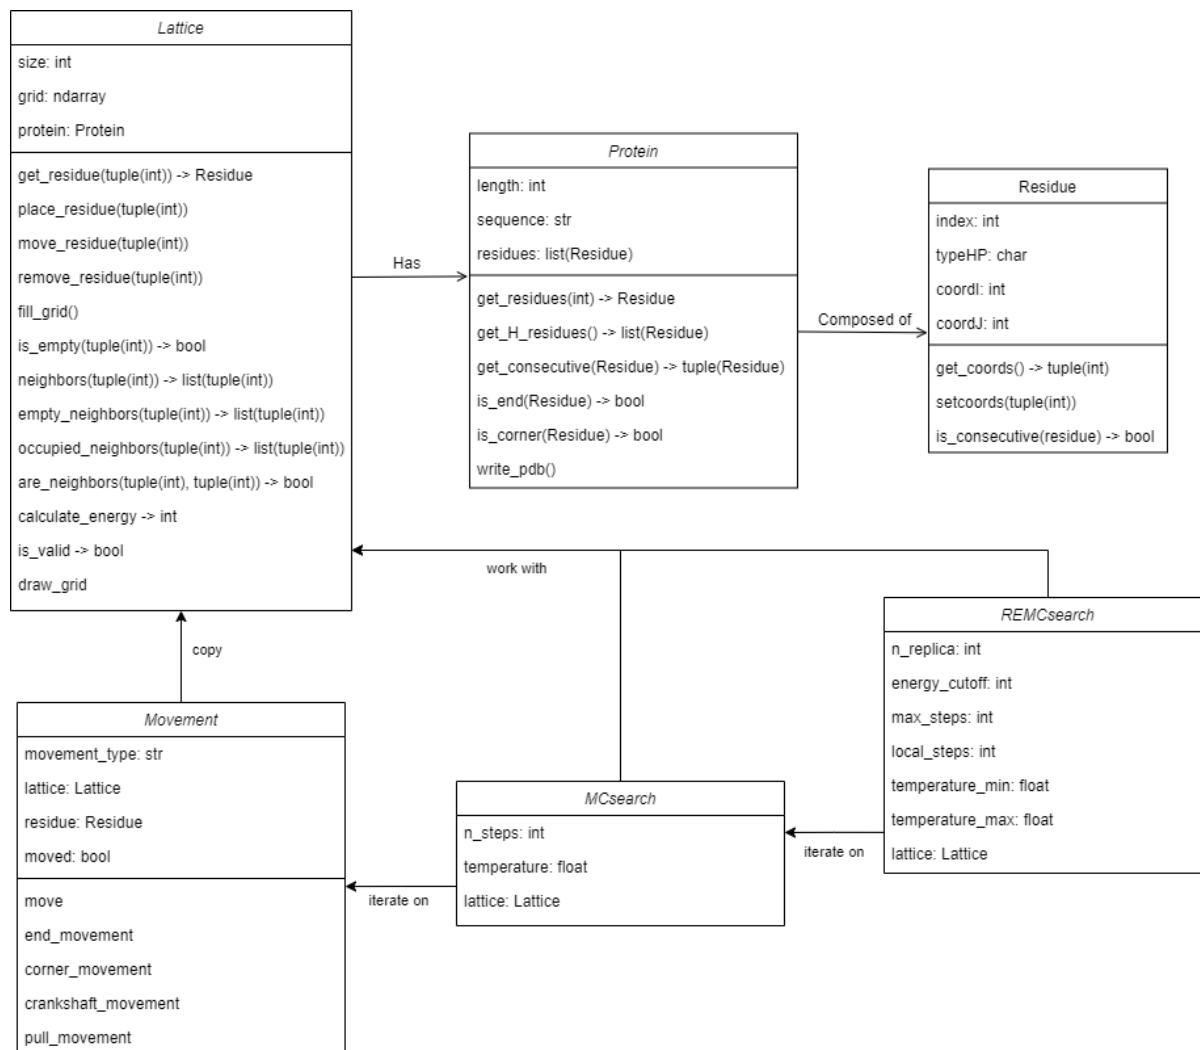 Lattice
size: int
grid: ndarray
protein: Protein
get_residue(tuple(int)) -> Residue
place_residue(tuple(int))
move_residue(tuple(int))
remove_residue(tuple(int))
fill_grid()
is_empty(tuple(int)) -> bool
neighbors(tuple(int)) -> list(tuple(int))
empty_neighbors(tuple(int)) -> list(tuple(int))
occupied_neighbors(tuple(int)) -> list(tuple(int))
are_neighbors(tuple(int), tuple(int)) -> bool
calculate_energy -> int
is_valid -> bool
draw_grid
Has
Protein
length: int
sequence: str
residues: list(Residue)
get_residues(int) -> Residue
get_H_residues() -> list(Residue)
get_consecutive(Residue) -> tuple(Residue)
is_end(Residue) -> bool
is_corner(Residue) -> bool
write_pdb()
Composed of
Residue
index: int
typeHP: char
coordI: int
coordJ: int
get_coords() -> tuple(int)
setcoords(tuple(int))
is_consecutive(residue) -> bool
work with
copy
Movement
movement_type: str
lattice: Lattice
residue: Residue
moved: bool
move
end_movement
corner_movement
crankshaft_movement
pull_movement
iterate on
MCsearch
n_steps: int
temperature: float
lattice: Lattice
iterate on
REMCsearch
n_replica: int
energy_cutoff: int
max_steps: int
local_steps: int
temperature_min: float
temperature_max: float
lattice: Lattice